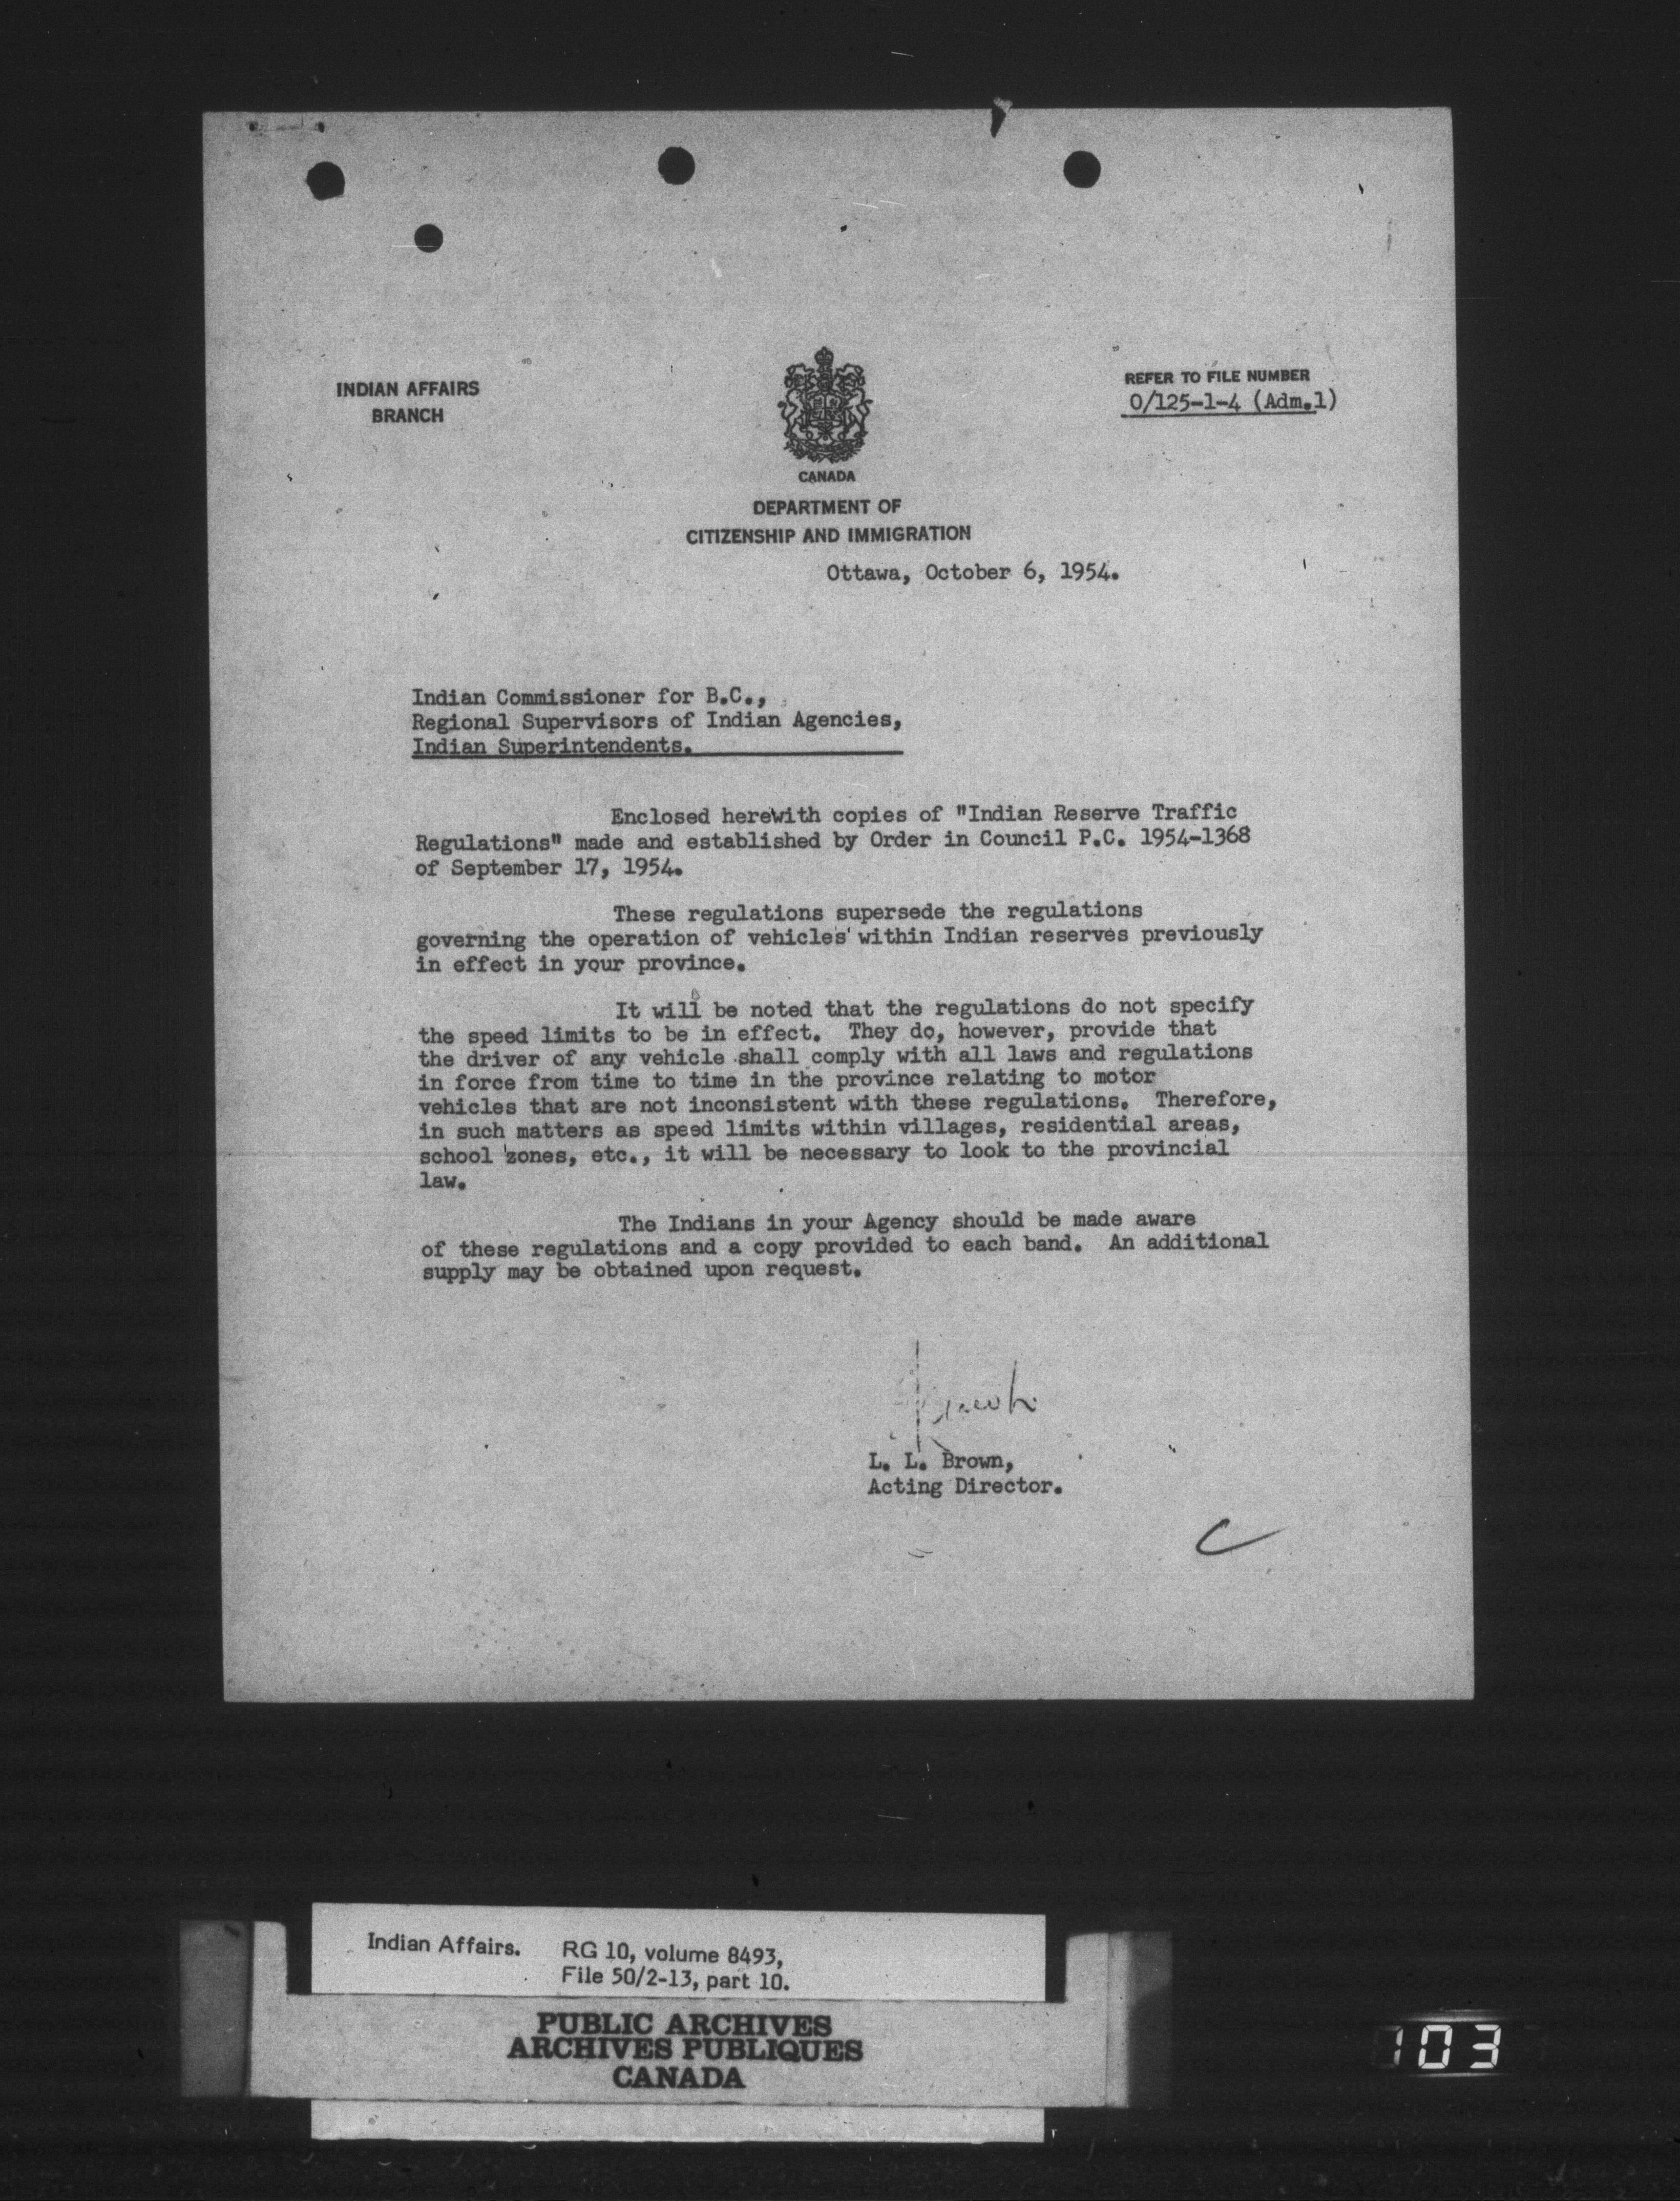 INDIAN AFFAIRS
BRANCH
REFER TO FILE NUMBER
0/125-1-4 (Adm.1)
CANADA
DEPARTMENT OF
CITIZENSHIP AND IMMIGRATION
Ottawa, October 6, 1954.
Indian Commissioner for B.C.,
Regional Supervisors of Indian Agencies,
Indian Superintendents.
Enclosed herewith copies of "Indian Reserve Traffic
Regulations" made and established by Order in Council P.C. 1954-1368
of September 17, 1954.
These regulations supersede the regulations
governing the operation of vehicles within Indian reserves previously
in effect in your province.
It will be noted that the regulations do not specify
the speed limits to be in effect. They do, however, provide that
the driver of any vehicle shall comply with all laws and regulations
in force from time to time in the province relating to motor
vehicles that are not inconsistent with these regulations. Therefore,
in such matters as speed limits within villages, residential areas,
school zones, etc., it will be necessary to look to the provincial
law.
The Indians in your Agency should be made aware
of these regulations and a copy provided to each band. An additional
supply may be obtained upon request.
L. L. Brown,
Acting Director.
C
Indian Affairs. RG 10, volume 8493,
File 50/2-13, part 10.
PUBLIC ARCHIVES
ARCHIVES PUBLIQUES
CANADA
103